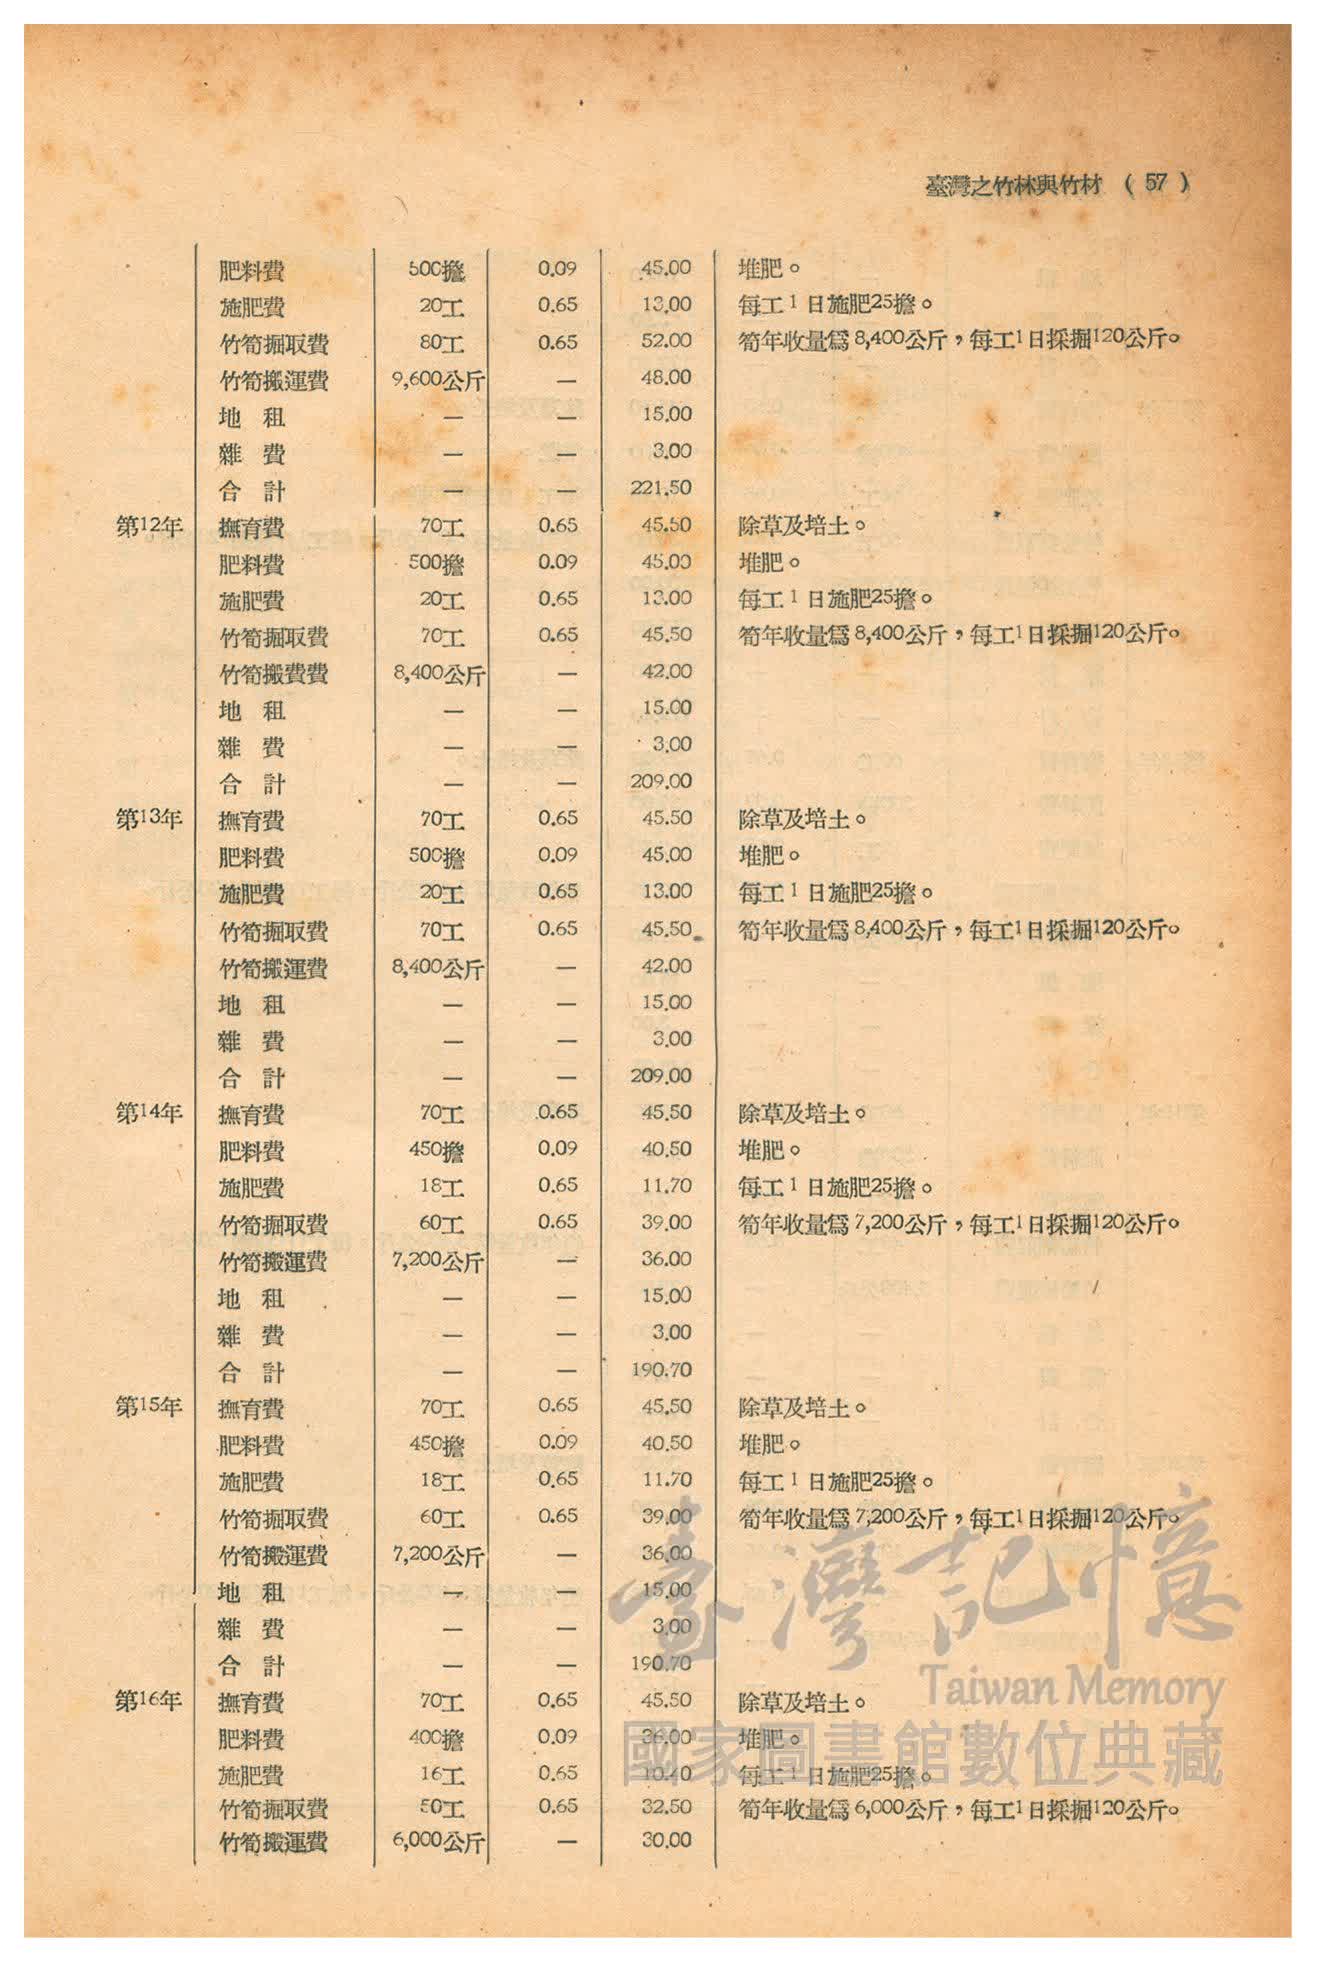 臺灣之竹林與竹材 ( 57 )
肥料費 500擔 0.09 45.00 堆肥。
施肥費 20工 0.65 13.00 每工1日施肥25擔。
竹筍掘取費 80工 0.65 52.00 筍年收量爲8,400公斤，每工1日採掘120公斤。
竹筍搬運費 9,600公斤 — 48.00
地 租 — — 15.00
雜 費 — — 3.00
合 計 — — 221.50
第12年 撫育費 70工 0.65 45.50 除草及培土。
肥料費 500擔 0.09 45.00 堆肥。
施肥費 20工 0.65 13.00 每工1日施肥25擔。
竹筍掘取費 70工 0.65 45.50 筍年收量爲8,400公斤，每工1日採掘120公斤。
竹筍搬費費 8,400公斤 — 42.00
地 租 — — 15.00
雜 費 — — 3.00
合 計 — — 209.00
第13年 撫育費 70工 0.65 45.50 除草及培土。
肥料費 500擔 0.09 45.00 堆肥。
施肥費 20工 0.65 13.00 每工1日施肥25擔。
竹筍掘取費 70工 0.65 45.50 筍年收量爲8,400公斤，每工1日採掘120公斤。
竹筍搬運費 8,400公斤 — 42.00
地 租 — — 15.00
雜 費 — — 3.00
合 計 — — 209.00
第14年 撫育費 70工 0.65 45.50 除草及培土。
肥料費 450擔 0.09 40.50 堆肥。
施肥費 18工 0.65 11.70 每工1日施肥25擔。
竹筍掘取費 60工 0.65 39.00 筍年收量爲7,200公斤，每工1日採掘120公斤。
竹筍搬運費 7,200公斤 — 36.00
地 租 — — 15.00
雜 費 — — 3.00
合 計 — — 190.70
第15年 撫育費 70工 0.65 45.50 除草及培土。
肥料費 450擔 0.09 40.50 堆肥。
施肥費 18工 0.65 11.70 每工1日施肥25擔。
竹筍掘取費 60工 0.65 39.00 筍年收量爲7,200公斤，每工1日採掘120公斤。
竹筍搬運費 7,200公斤 — 36.00
地 租 — — 15.00
雜 費 — — 3.00
合 計 — — 190.70
第16年 撫育費 70工 0.65 45.50 除草及培土。
肥料費 400擔 0.09 36.00 堆肥。
施肥費 16工 0.65 10.40 每工1日施肥25擔。
竹筍掘取費 50工 0.65 32.50 筍年收量爲6,000公斤，每工1日採掘120公斤。
竹筍搬運費 6,000公斤 — 30.00
臺灣記憶
Taiwan Memory
國家圖書館數位典藏